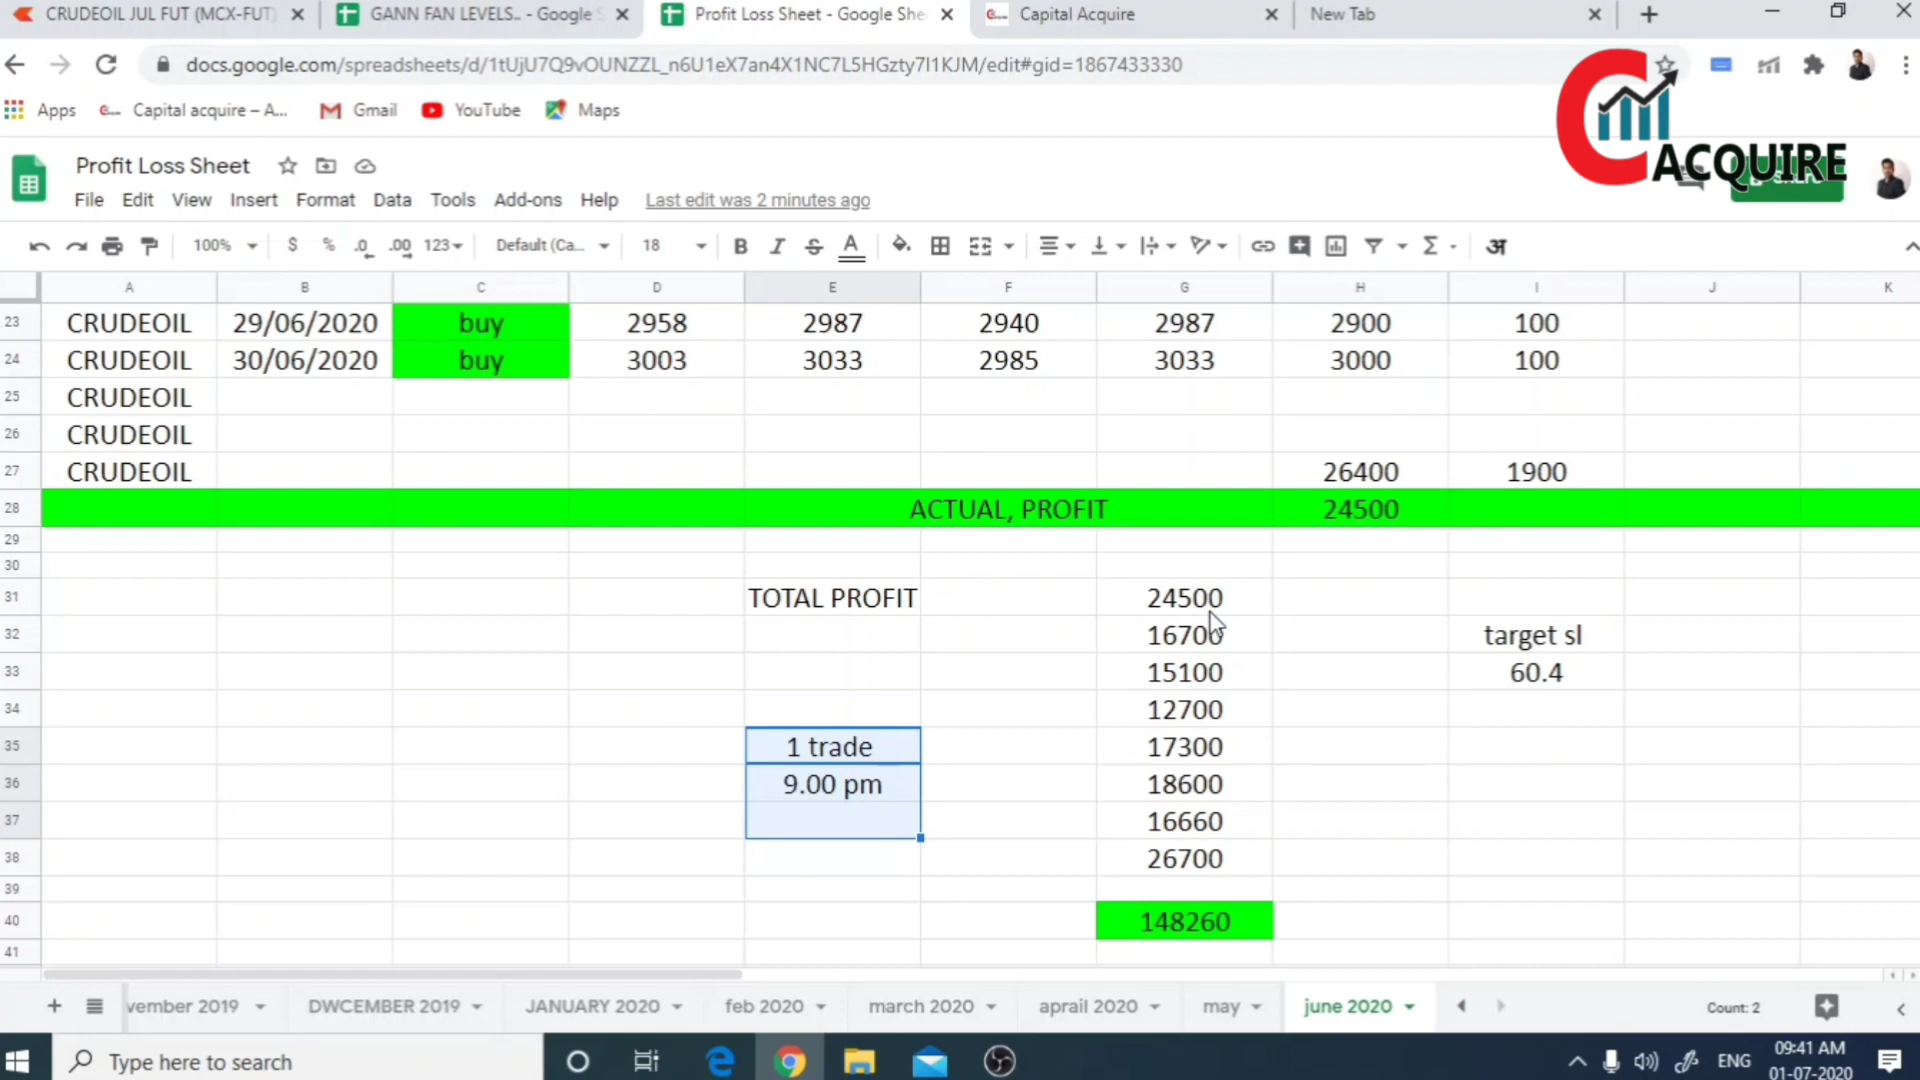 CRUDEOIL JUL FUT (MCX-FUT) GANN FAN LEVELS.. - Google S Profit Loss Sheet - Google She Capital Acquire New Tab
docs.google.com/spreadsheets/d/1tUjU7Q9vOUNZZL_n6U1eX7an4X1NC7L5HGzty7l1KJM/edit#gid=1867433330
Apps Capital acquire – A... Gmail YouTube Maps
ACQUIRE
Profit Loss Sheet
File Edit View Insert Format Data Tools Add-ons Help Last edit was 2 minutes ago
100% $ % .0 .00 123 Default (Ca... 18 B I S A Σ अ
A B C D E F G H I J K
23 CRUDEOIL 29/06/2020 buy 2958 2987 2940 2987 2900 100
24 CRUDEOIL 30/06/2020 buy 3003 3033 2985 3033 3000 100
25 CRUDEOIL
26 CRUDEOIL
27 CRUDEOIL 26400 1900
28 ACTUAL, PROFIT 24500
29
30
31 TOTAL PROFIT 24500
32 16700 target sl
33 15100 60.4
34 12700
35 1 trade 17300
36 9.00 pm 18600
37 16660
38 26700
39
40 148260
41
vember 2019 DWCEMBER 2019 JANUARY 2020 feb 2020 march 2020 aprail 2020 may june 2020 Count: 2
Type here to search ENG 09:41 AM
01-07-2020